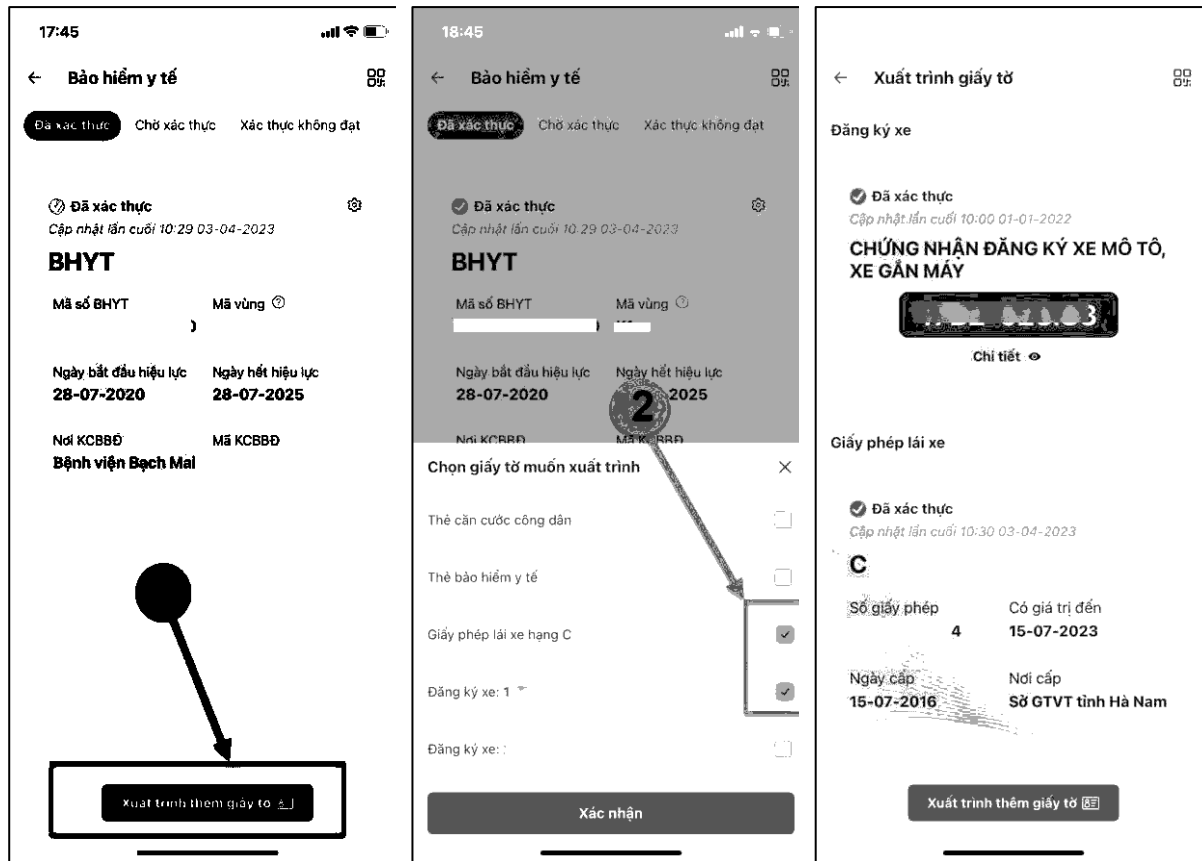 17:45
Bảo hiểm y tế
Đã xác thực Chờ xác thực Xác thực không đạt
Đã xác thực
Cập nhật lần cuối 10:29 03-04-2023
BHYT
Mã số BHYT Mã vùng
Ngày bắt đầu hiệu lực Ngày hết hiệu lực
28-07-2020 28-07-2025
Nơi KCBBĐ Mã KCBBĐ
Bệnh viện Bạch Mai
Xuất trình thêm giấy tờ
18:45
Bảo hiểm y tế
Đã xác thực Chờ xác thực Xác thực không đạt
Đã xác thực
Cập nhật lần cuối 10:29 03-04-2023
BHYT
Mã số BHYT Mã vùng
Ngày bắt đầu hiệu lực Ngày hết hiệu lực
28-07-2020 2025
2
Nơi KCBBĐ Mã KCBBĐ
Chọn giấy tờ muốn xuất trình
Thẻ căn cước công dân
Thẻ bảo hiểm y tế
Giấy phép lái xe hạng C
Đăng ký xe: 1
Đăng ký xe:
Xác nhận
Xuất trình giấy tờ
Đăng ký xe
Đã xác thực
Cập nhật lần cuối 10:00 01-01-2022
CHỨNG NHẬN ĐĂNG KÝ XE MÔ TÔ,
XE GẮN MÁY
Chi tiết
Giấy phép lái xe
Đã xác thực
Cập nhật lần cuối 10:30 03-04-2023
C
Số giấy phép Có giá trị đến
4 15-07-2023
Ngày cấp Nơi cấp
15-07-2016 Sở GTVT tỉnh Hà Nam
Xuất trình thêm giấy tờ